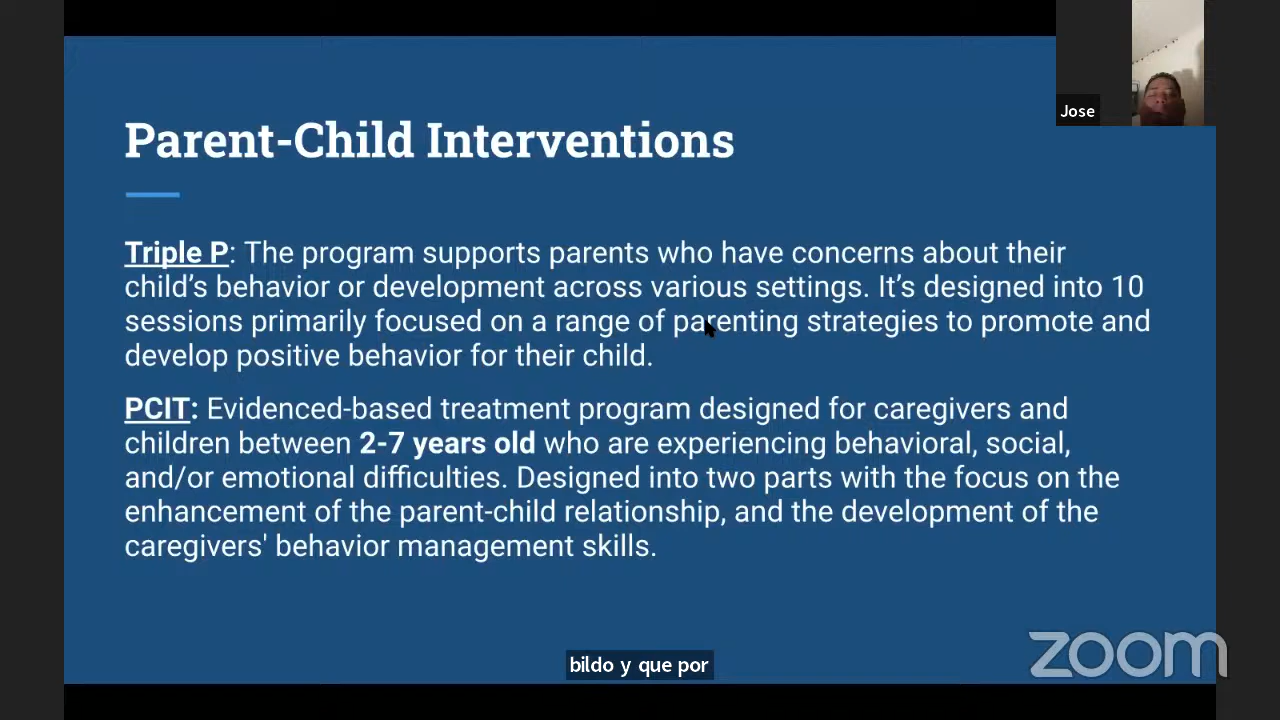 Jose
Parent-Child Interventions
Triple P: The program supports parents who have concerns about their
child’s behavior or development across various settings. It’s designed into 10
sessions primarily focused on a range of parenting strategies to promote and
develop positive behavior for their child.
PCIT: Evidenced-based treatment program designed for caregivers and
children between 2-7 years old who are experiencing behavioral, social,
and/or emotional difficulties. Designed into two parts with the focus on the
enhancement of the parent-child relationship, and the development of the
caregivers' behavior management skills.
bildo y que por
zoom